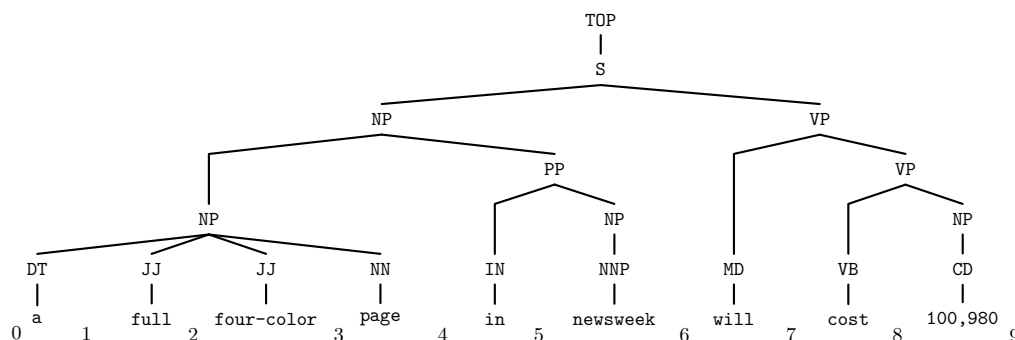 TOP
S
NP VP
PP VP
NP NP NP
DT JJ JJ NN IN NNP MD VB CD
a full four-color page in newsweek will cost 100,980
0 1 2 3 4 5 6 7 8 9